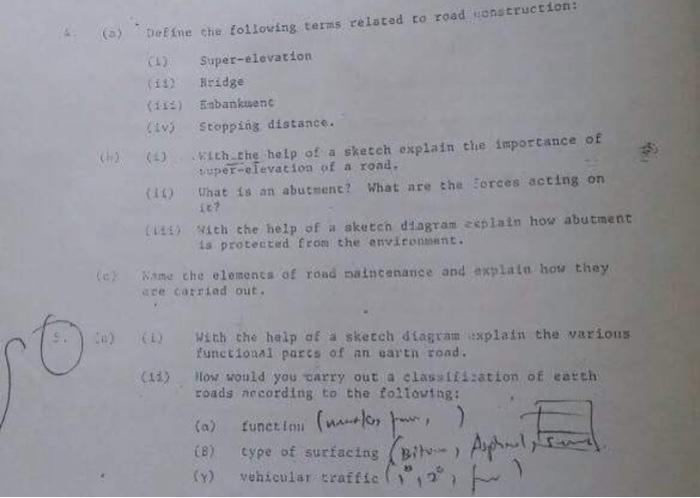 4. (a) Define the following terms related to road construction:
(i) Super-elevation
(ii) Bridge
(iii) Embankment
(iv) Stopping distance.
(b) (i) With the help of a sketch explain the importance of
super-elevation of a road.
(ii) What is an abutment? What are the forces acting on
it?
(iii) With the help of a sketch diagram explain how abutment
is protected from the environment.
(c) Name the elements of road maintenance and explain how they
are carried out.
5. (a) (i) With the help of a sketch diagram explain the various
functional parts of an earth road.
(ii) How would you carry out a classification of earth
roads according to the following:
(α) function ( )
(β) type of surfacing (Bitum, Asphal,
(γ) vehicular traffic (1°, 2°, )